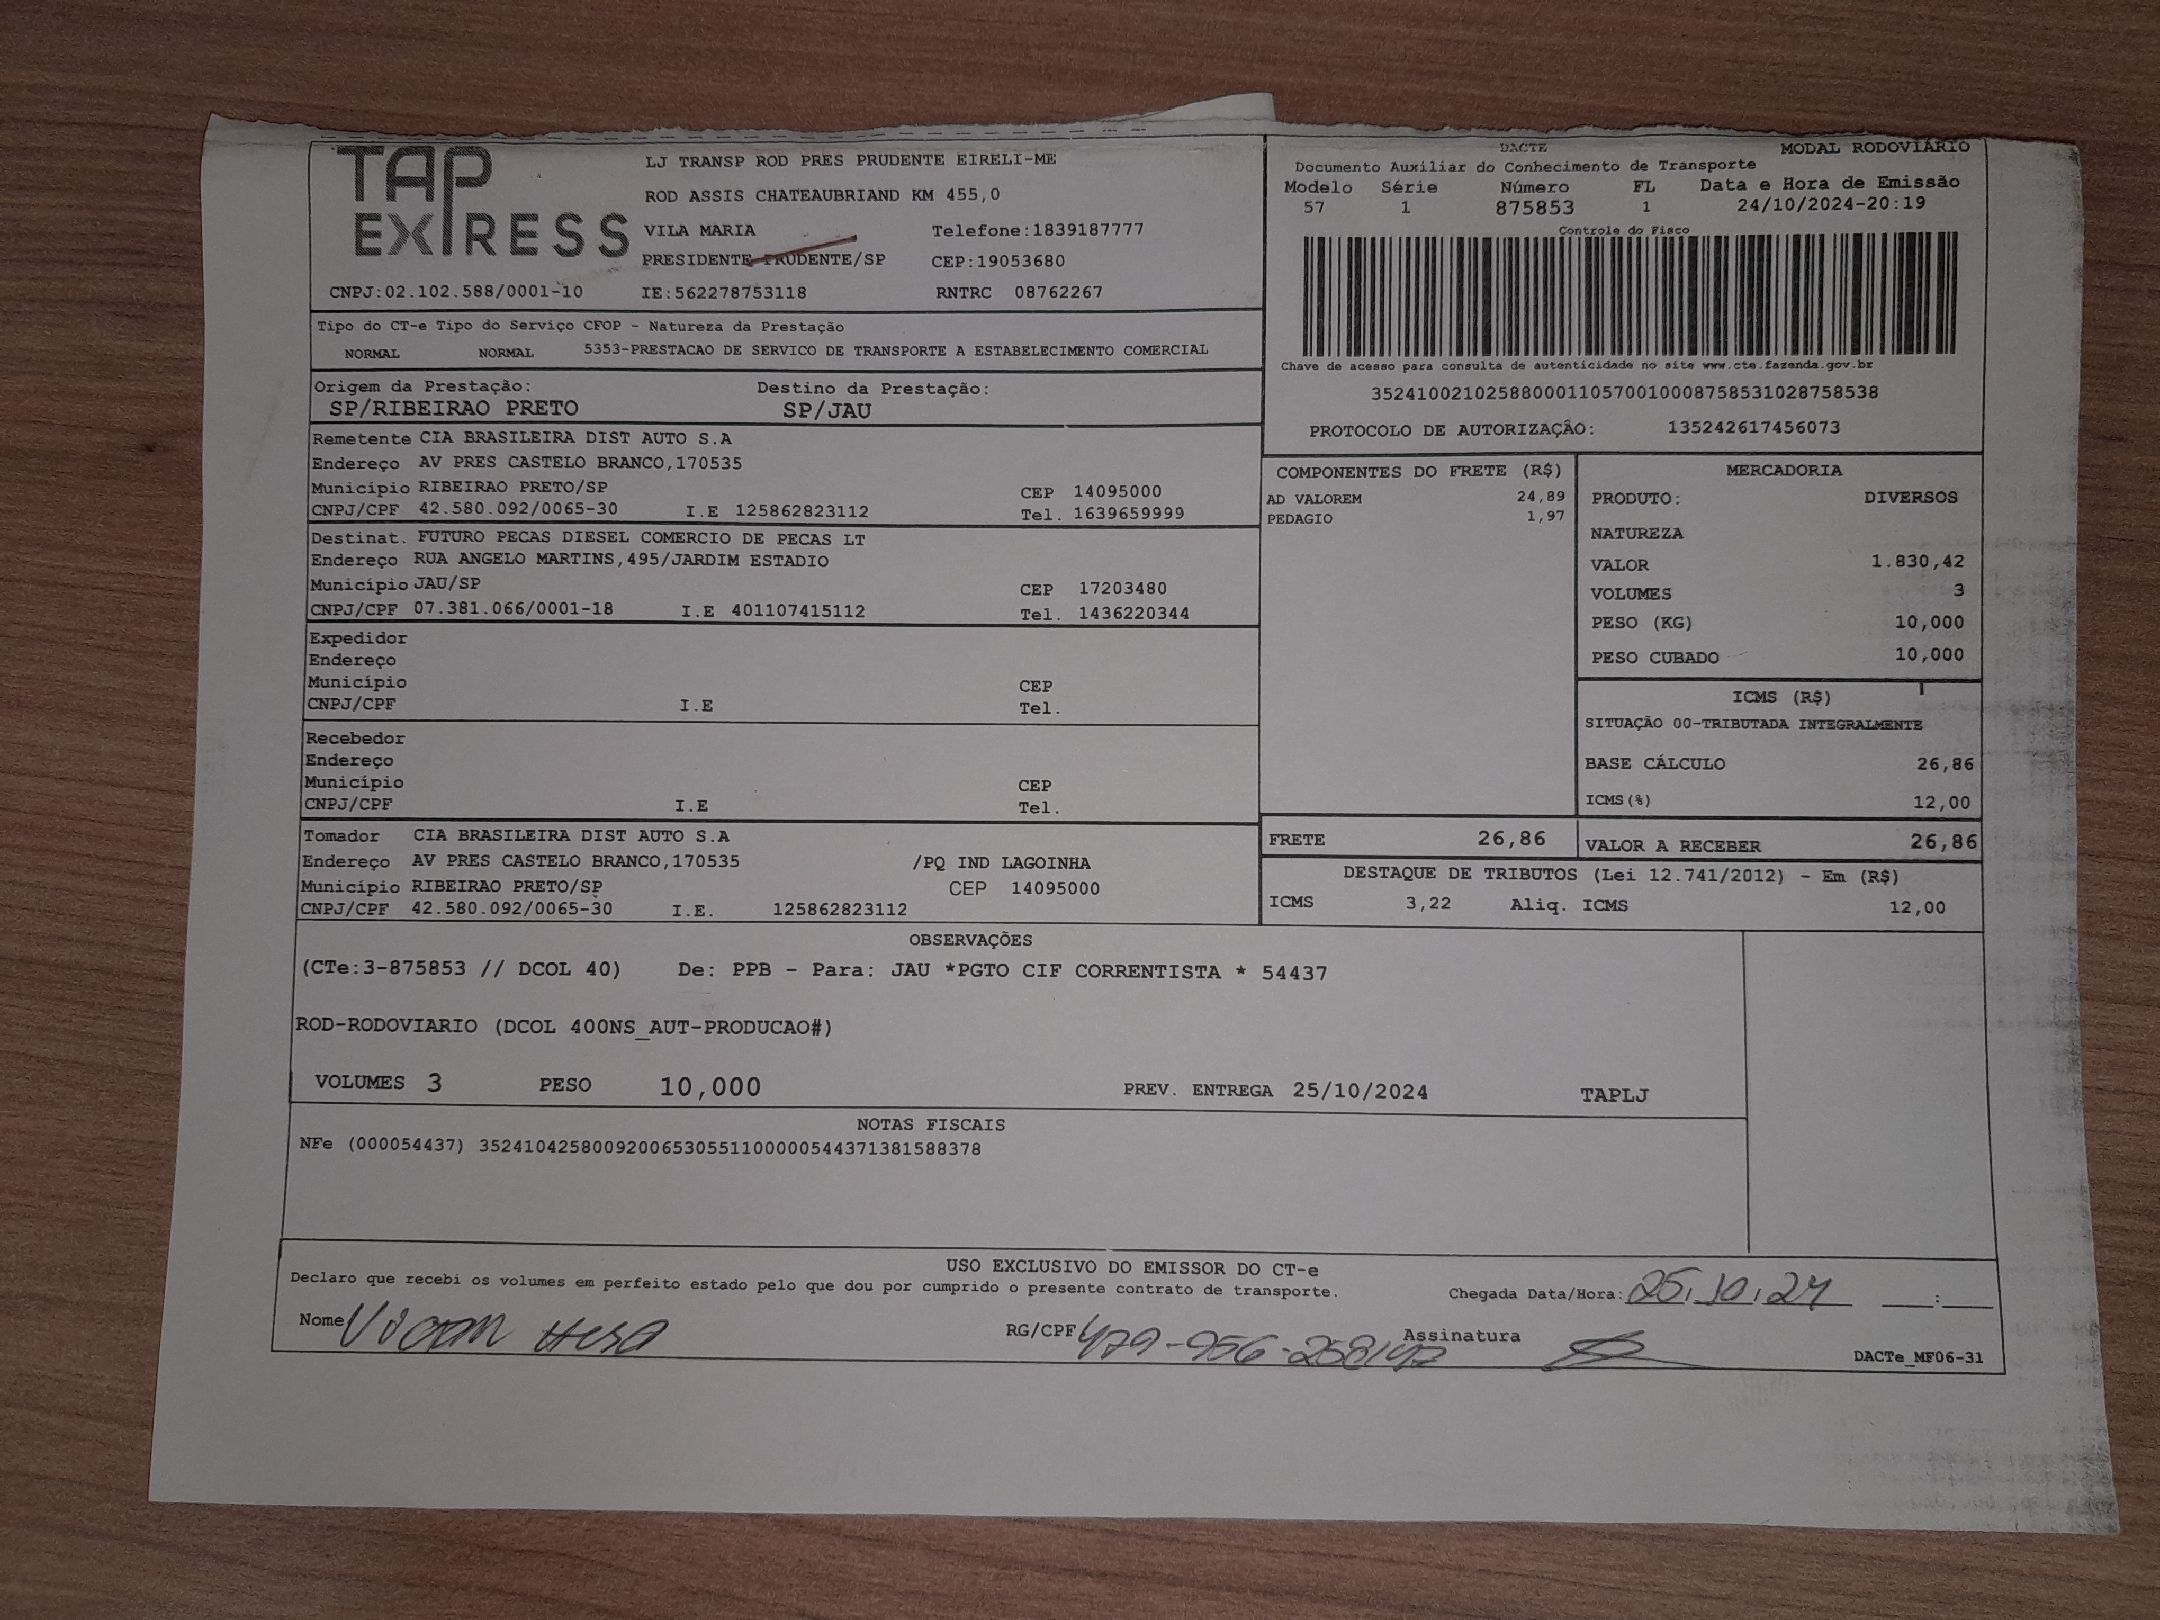 TAP EXPRESS
LJ TRANSP ROD PRES PRUDENTE EIRELI-ME
ROD ASSIS CHATEAUBRIAND KM 455,0
VILA MARIA Telefone:1839187777
PRESIDENTE PRUDENTE/SP CEP:19053680
CNPJ:02.102.588/0001-10 IE:562278753118 RNTRC 08762267
DACTE MODAL RODOVIÁRIO
Documento Auxiliar do Conhecimento de Transporte
Modelo Série Número FL Data e Hora de Emissão
57 1 875853 1 24/10/2024-20:19
Controle do Fisco
Chave de acesso para consulta de autenticidade no site www.cte.fazenda.gov.br
35241002102588000110570010008758531028758538
PROTOCOLO DE AUTORIZAÇÃO: 135242617456073
Tipo do CT-e Tipo do Serviço CFOP - Natureza da Prestação
NORMAL NORMAL 5353-PRESTACAO DE SERVICO DE TRANSPORTE A ESTABELECIMENTO COMERCIAL
Origem da Prestação: Destino da Prestação:
SP/RIBEIRAO PRETO SP/JAU
Remetente CIA BRASILEIRA DIST AUTO S.A
Endereço AV PRES CASTELO BRANCO,170535
Município RIBEIRAO PRETO/SP CEP 14095000
CNPJ/CPF 42.580.092/0065-30 I.E 125862823112 Tel. 1639659999
Destinat. FUTURO PECAS DIESEL COMERCIO DE PECAS LT
Endereço RUA ANGELO MARTINS,495/JARDIM ESTADIO
Município JAU/SP CEP 17203480
CNPJ/CPF 07.381.066/0001-18 I.E 401107415112 Tel. 1436220344
Expedidor
Endereço
Município CEP
CNPJ/CPF I.E Tel.
Recebedor
Endereço
Município CEP
CNPJ/CPF I.E Tel.
Tomador CIA BRASILEIRA DIST AUTO S.A
Endereço AV PRES CASTELO BRANCO,170535 /PQ IND LAGOINHA
Município RIBEIRAO PRETO/SP CEP 14095000
CNPJ/CPF 42.580.092/0065-30 I.E. 125862823112
COMPONENTES DO FRETE (R$)
AD VALOREM 24,89
PEDAGIO 1,97
MERCADORIA
PRODUTO: DIVERSOS
NATUREZA
VALOR 1.830,42
VOLUMES 3
PESO (KG) 10,000
PESO CUBADO 10,000
ICMS (R$)
SITUAÇÃO 00-TRIBUTADA INTEGRALMENTE
BASE CÁLCULO 26,86
ICMS(%) 12,00
FRETE 26,86 VALOR A RECEBER 26,86
DESTAQUE DE TRIBUTOS (Lei 12.741/2012) - Em (R$)
ICMS 3,22 Aliq. ICMS 12,00
OBSERVAÇÕES
(CTe:3-875853 // DCOL 40) De: PPB - Para: JAU *PGTO CIF CORRENTISTA * 54437
ROD-RODOVIARIO (DCOL 400NS_AUT-PRODUCAO#)
VOLUMES 3 PESO 10,000 PREV. ENTREGA 25/10/2024 TAPLJ
NOTAS FISCAIS
NFe (000054437) 35241042580092006530551100000544371381588378
USO EXCLUSIVO DO EMISSOR DO CT-e
Declaro que recebi os volumes em perfeito estado pelo que dou por cumprido o presente contrato de transporte. Chegada Data/Hora: 25.10.24 __:__
Nome RG/CPF Assinatura
DACTe_MF06-31